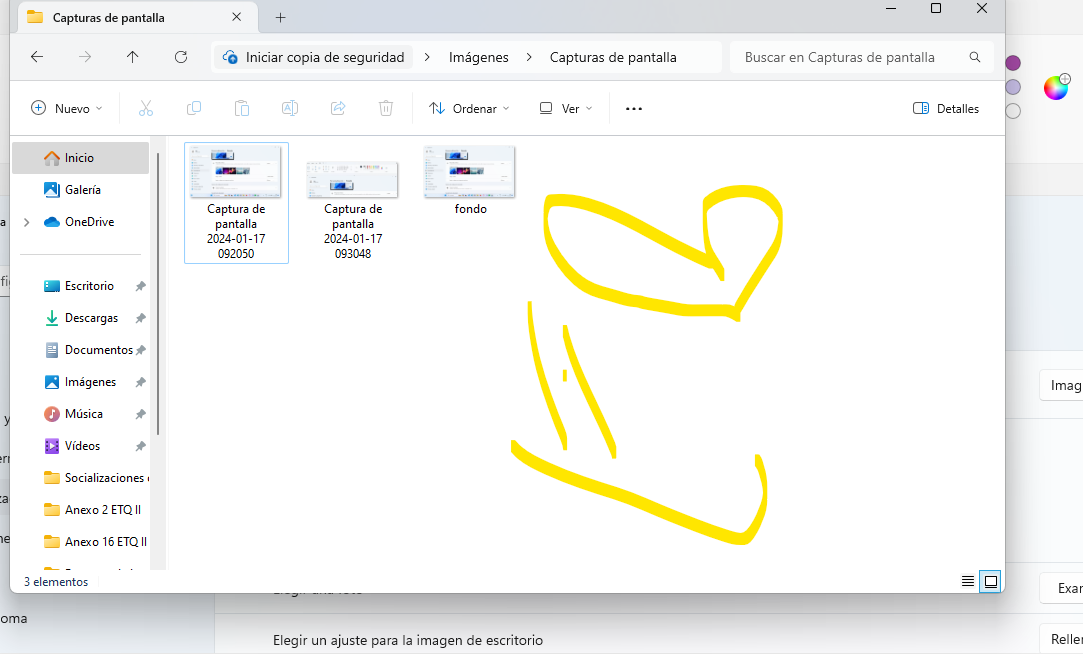 Capturas de pantalla
Iniciar copia de seguridad
Imágenes
Capturas de pantalla
Buscar en Capturas de pantalla
Nuevo
Ordenar
Ver
Detalles
Inicio
Galería
OneDrive
Escritorio
Descargas
Documentos
Imágenes
Música
Vídeos
Socializaciones
Anexo 2 ETQ II
Anexo 16 ETQ II
Captura de
pantalla
2024-01-17
092050
Captura de
pantalla
2024-01-17
093048
fondo
3 elementos
Imag
Exar
Elegir un ajuste para la imagen de escritorio
Reller
oma